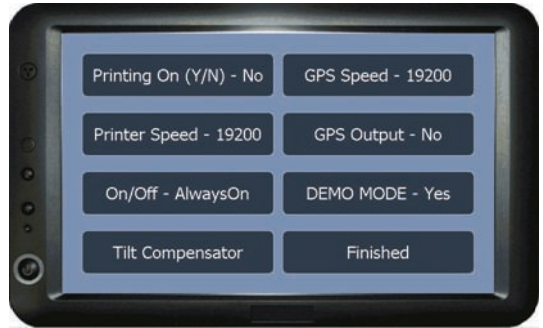 Printing On (Y/N) - No
GPS Speed - 19200
Printer Speed - 19200
GPS Output - No
On/Off - AlwaysOn
DEMO MODE - Yes
Tilt Compensator
Finished